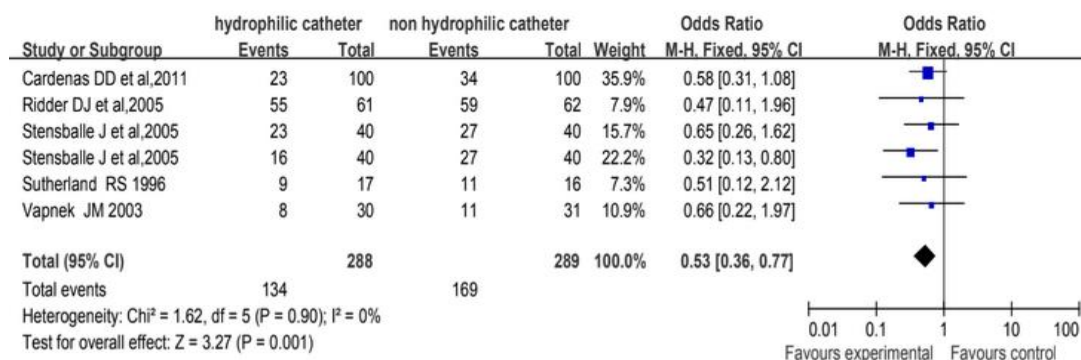 hydrophilic catheter non hydrophilic catheter Odds Ratio Odds Ratio
Study or Subgroup Events Total Events Total Weight M-H, Fixed, 95% CI M-H, Fixed, 95% CI
Cardenas DD et al,2011 23 100 34 100 35.9% 0.58 [0.31, 1.08]
Ridder DJ et al,2005 55 61 59 62 7.9% 0.47 [0.11, 1.96]
Stensballe J et al,2005 23 40 27 40 15.7% 0.65 [0.26, 1.62]
Stensballe J et al,2005 16 40 27 40 22.2% 0.32 [0.13, 0.80]
Sutherland RS 1996 9 17 11 16 7.3% 0.51 [0.12, 2.12]
Vapnek JM 2003 8 30 11 31 10.9% 0.66 [0.22, 1.97]
Total (95% CI) 288 289 100.0% 0.53 [0.36, 0.77]
Total events 134 169
Heterogeneity: Chi² = 1.62, df = 5 (P = 0.90); I² = 0%
Test for overall effect: Z = 3.27 (P = 0.001)
0.01 0.1 1 10 100
Favours experimental Favours control